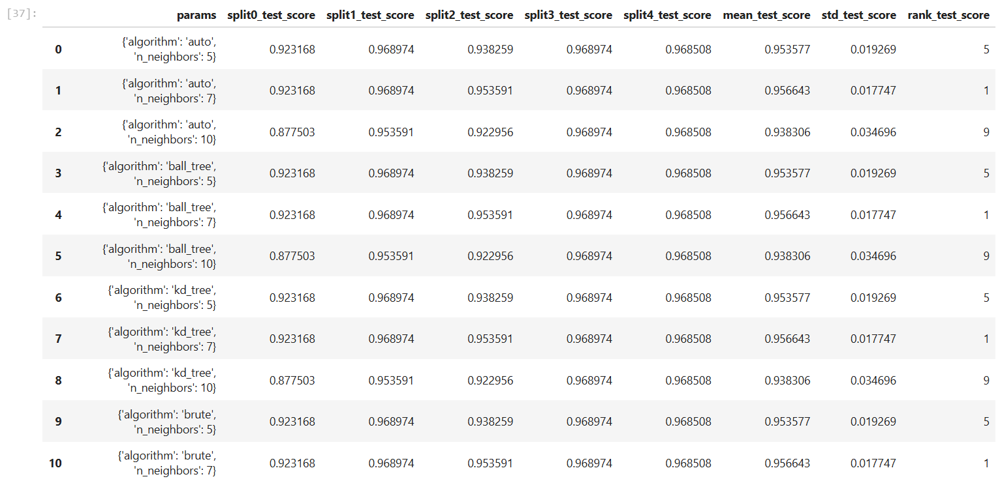 [37]:
params split0_test_score split1_test_score split2_test_score split3_test_score split4_test_score mean_test_score std_test_score rank_test_score
0 {'algorithm': 'auto', 'n_neighbors': 5} 0.923168 0.968974 0.938259 0.968974 0.968508 0.953577 0.019269 5
1 {'algorithm': 'auto', 'n_neighbors': 7} 0.923168 0.968974 0.953591 0.968974 0.968508 0.956643 0.017747 1
2 {'algorithm': 'auto', 'n_neighbors': 10} 0.877503 0.953591 0.922956 0.968974 0.968508 0.938306 0.034696 9
3 {'algorithm': 'ball_tree', 'n_neighbors': 5} 0.923168 0.968974 0.938259 0.968974 0.968508 0.953577 0.019269 5
4 {'algorithm': 'ball_tree', 'n_neighbors': 7} 0.923168 0.968974 0.953591 0.968974 0.968508 0.956643 0.017747 1
5 {'algorithm': 'ball_tree', 'n_neighbors': 10} 0.877503 0.953591 0.922956 0.968974 0.968508 0.938306 0.034696 9
6 {'algorithm': 'kd_tree', 'n_neighbors': 5} 0.923168 0.968974 0.938259 0.968974 0.968508 0.953577 0.019269 5
7 {'algorithm': 'kd_tree', 'n_neighbors': 7} 0.923168 0.968974 0.953591 0.968974 0.968508 0.956643 0.017747 1
8 {'algorithm': 'kd_tree', 'n_neighbors': 10} 0.877503 0.953591 0.922956 0.968974 0.968508 0.938306 0.034696 9
9 {'algorithm': 'brute', 'n_neighbors': 5} 0.923168 0.968974 0.938259 0.968974 0.968508 0.953577 0.019269 5
10 {'algorithm': 'brute', 'n_neighbors': 7} 0.923168 0.968974 0.953591 0.968974 0.968508 0.956643 0.017747 1